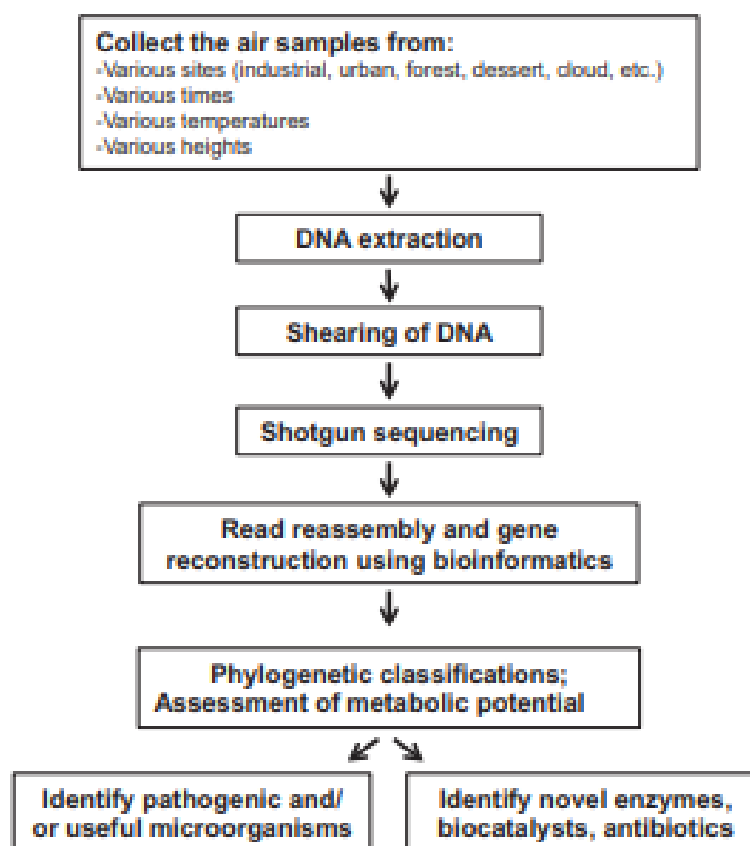 Collect the air samples from:
-Various sites (industrial, urban, forest, dessert, cloud, etc.)
-Various times
-Various temperatures
-Various heights
DNA extraction
Shearing of DNA
Shotgun sequencing
Read reassembly and gene
reconstruction using bioinformatics
Phylogenetic classifications;
Assessment of metabolic potential
Identify pathogenic and/
or useful microorganisms
Identify novel enzymes,
biocatalysts, antibiotics